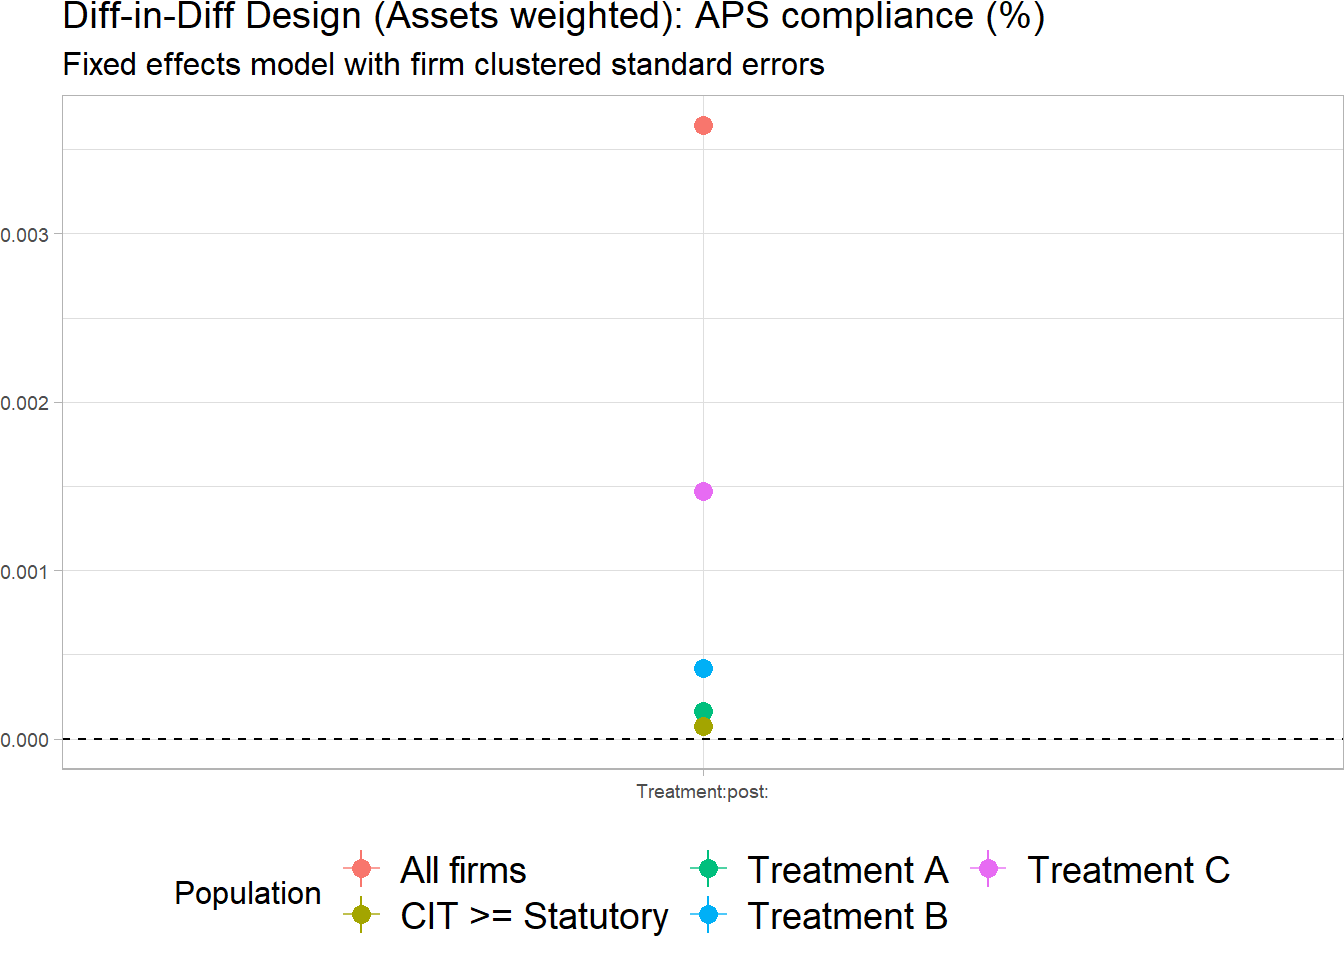 Diff-in-Diff Design (Assets weighted): APS compliance (%)
Fixed effects model with firm clustered standard errors
0.003
0.002
0.001
0.000
Treatment:post:
Population
All firms
CIT >= Statutory
Treatment A
Treatment B
Treatment C